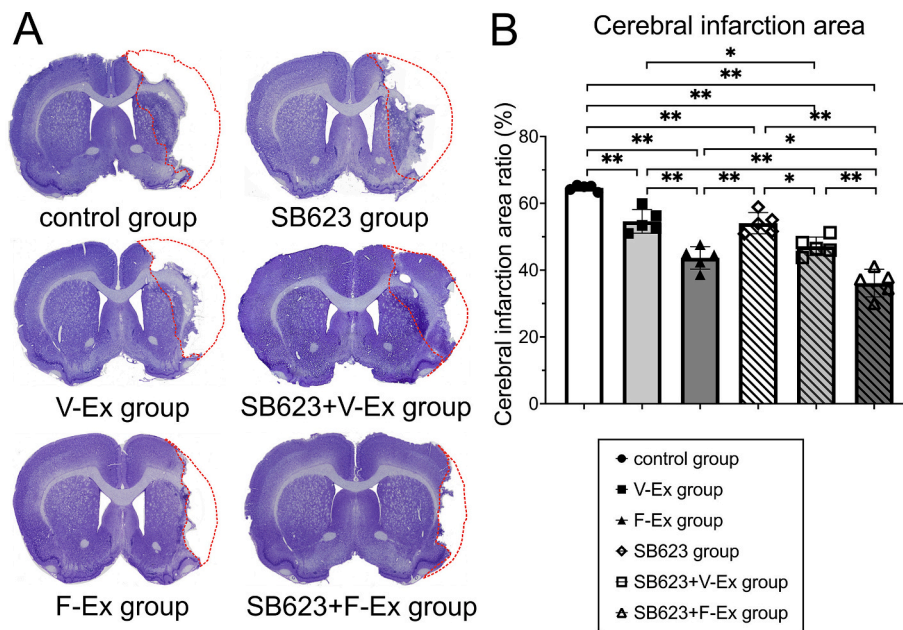 A
control group
SB623 group
V-Ex group
SB623+V-Ex group
F-Ex group
SB623+F-Ex group
B
Cerebral infarction area
Cerebral infarction area ratio (%)
80
60
40
20
0
*
**
**
** **
** *
** **
** ** * **
control group
V-Ex group
F-Ex group
SB623 group
SB623+V-Ex group
SB623+F-Ex group